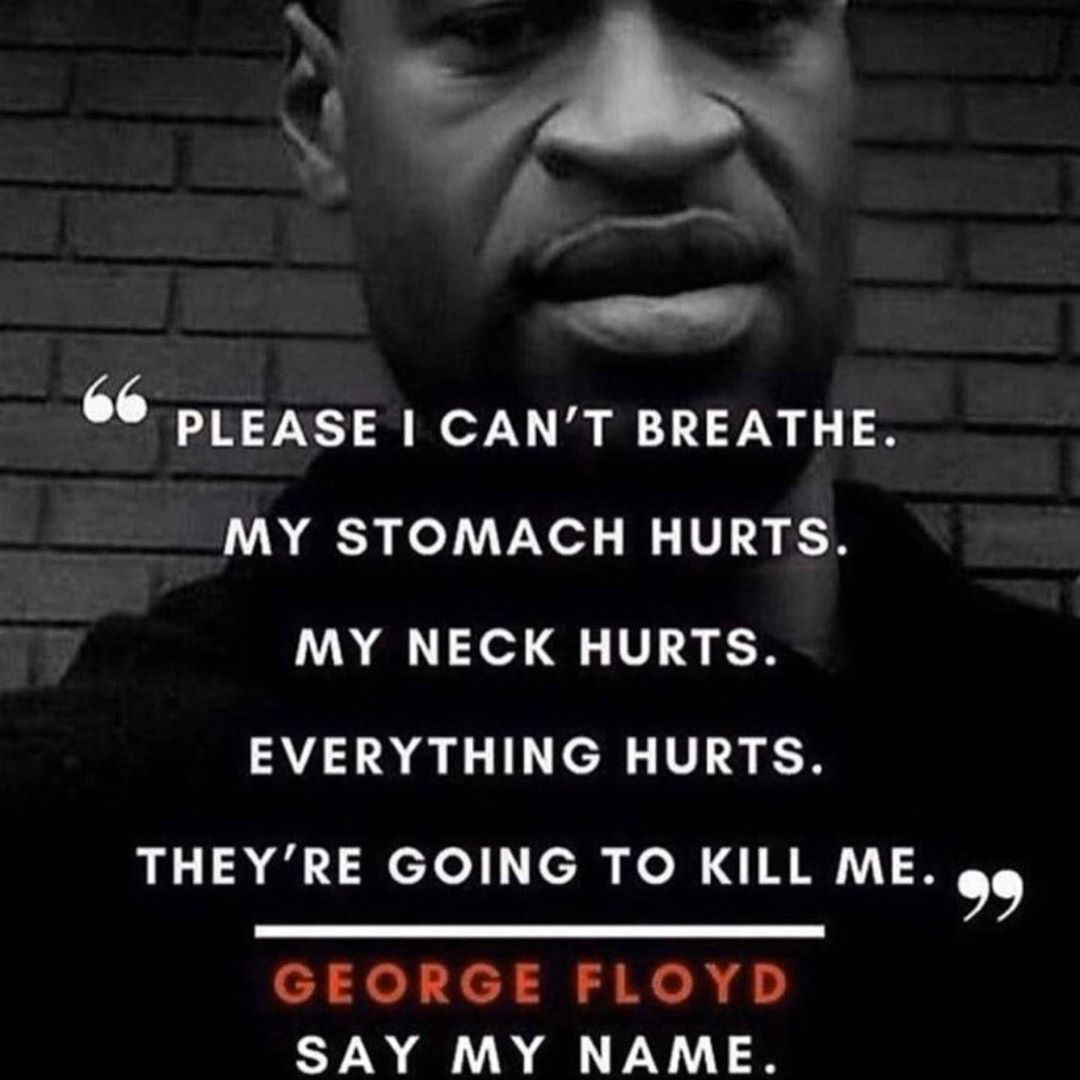 “ PLEASE I CAN’T BREATHE.
MY STOMACH HURTS.
MY NECK HURTS.
EVERYTHING HURTS.
THEY’RE GOING TO KILL ME. ”
GEORGE FLOYD
SAY MY NAME.